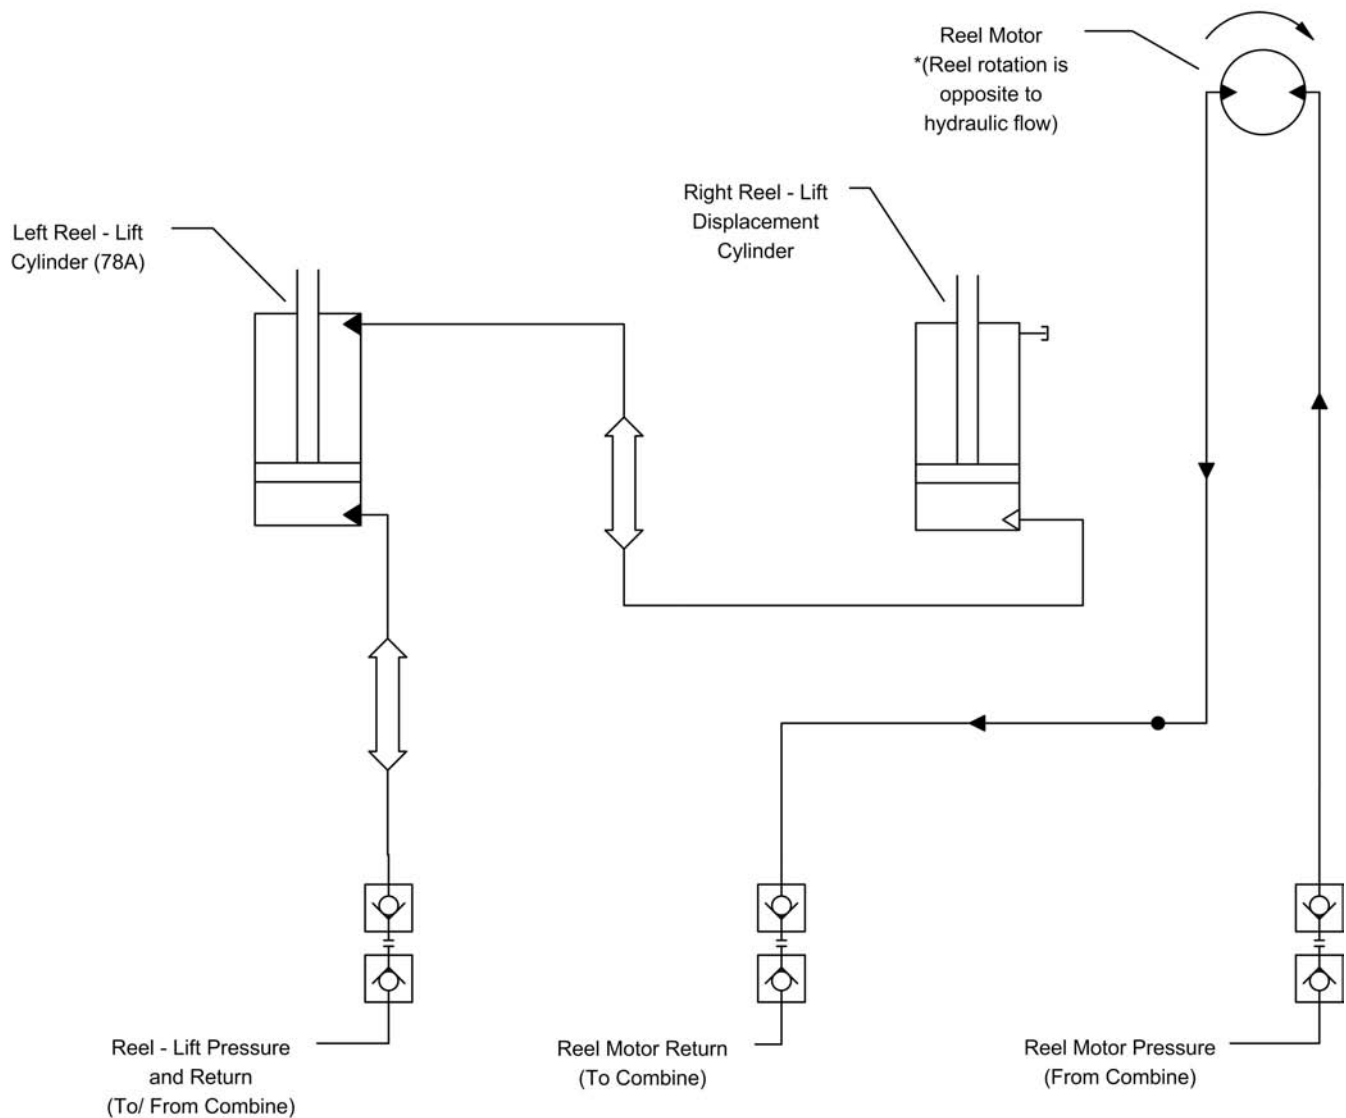 Reel Motor
*(Reel rotation is
opposite to
hydraulic flow)
Right Reel - Lift
Displacement
Cylinder
Left Reel - Lift
Cylinder (78A)
Reel - Lift Pressure
and Return
(To/ From Combine)
Reel Motor Return
(To Combine)
Reel Motor Pressure
(From Combine)